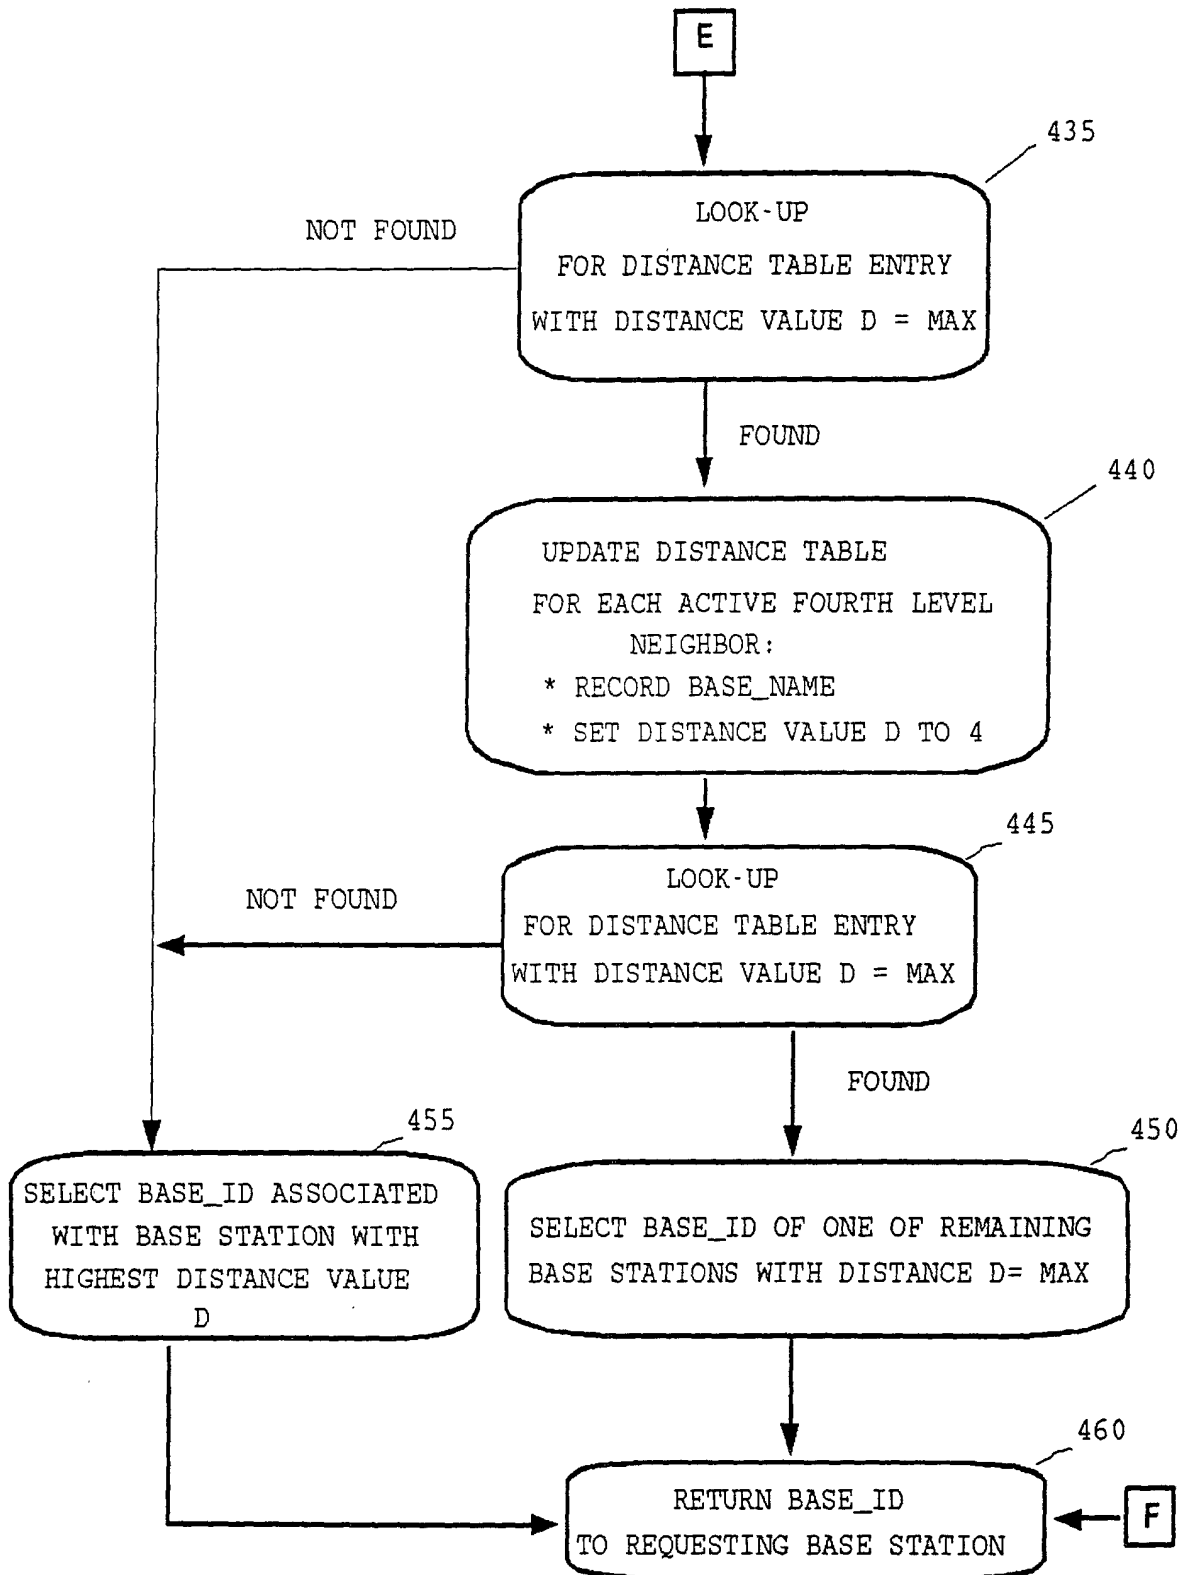 E
435
NOT FOUND
LOOK-UP
FOR DISTANCE TABLE ENTRY
WITH DISTANCE VALUE D = MAX
FOUND
440
UPDATE DISTANCE TABLE
FOR EACH ACTIVE FOURTH LEVEL
NEIGHBOR:
* RECORD BASE_NAME
* SET DISTANCE VALUE D TO 4
445
NOT FOUND
LOOK-UP
FOR DISTANCE TABLE ENTRY
WITH DISTANCE VALUE D = MAX
FOUND
455
450
SELECT BASE_ID ASSOCIATED
WITH BASE STATION WITH
HIGHEST DISTANCE VALUE
D
SELECT BASE_ID OF ONE OF REMAINING
BASE STATIONS WITH DISTANCE D= MAX
460
RETURN BASE_ID
TO REQUESTING BASE STATION
F